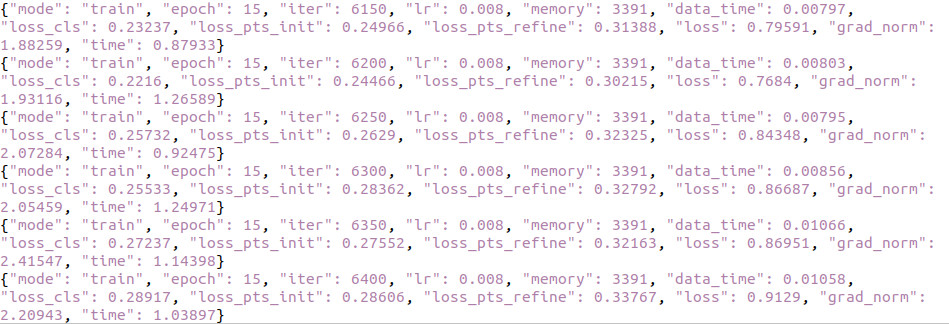 {"mode": "train", "epoch": 15, "iter": 6150, "lr": 0.008, "memory": 3391, "data_time": 0.00797,
"loss_cls": 0.23237, "loss_pts_init": 0.24966, "loss_pts_refine": 0.31388, "loss": 0.79591, "grad_norm":
1.88259, "time": 0.87933}
{"mode": "train", "epoch": 15, "iter": 6200, "lr": 0.008, "memory": 3391, "data_time": 0.00803,
"loss_cls": 0.2216, "loss_pts_init": 0.24466, "loss_pts_refine": 0.30215, "loss": 0.7684, "grad_norm":
1.93116, "time": 1.26589}
{"mode": "train", "epoch": 15, "iter": 6250, "lr": 0.008, "memory": 3391, "data_time": 0.00795,
"loss_cls": 0.25732, "loss_pts_init": 0.2629, "loss_pts_refine": 0.32325, "loss": 0.84348, "grad_norm":
2.07284, "time": 0.92475}
{"mode": "train", "epoch": 15, "iter": 6300, "lr": 0.008, "memory": 3391, "data_time": 0.00856,
"loss_cls": 0.25533, "loss_pts_init": 0.28362, "loss_pts_refine": 0.32792, "loss": 0.86687, "grad_norm":
2.05459, "time": 1.24971}
{"mode": "train", "epoch": 15, "iter": 6350, "lr": 0.008, "memory": 3391, "data_time": 0.01066,
"loss_cls": 0.27237, "loss_pts_init": 0.27552, "loss_pts_refine": 0.32163, "loss": 0.86951, "grad_norm":
2.41547, "time": 1.14398}
{"mode": "train", "epoch": 15, "iter": 6400, "lr": 0.008, "memory": 3391, "data_time": 0.01058,
"loss_cls": 0.28917, "loss_pts_init": 0.28606, "loss_pts_refine": 0.33767, "loss": 0.9129, "grad_norm":
2.20943, "time": 1.03897}